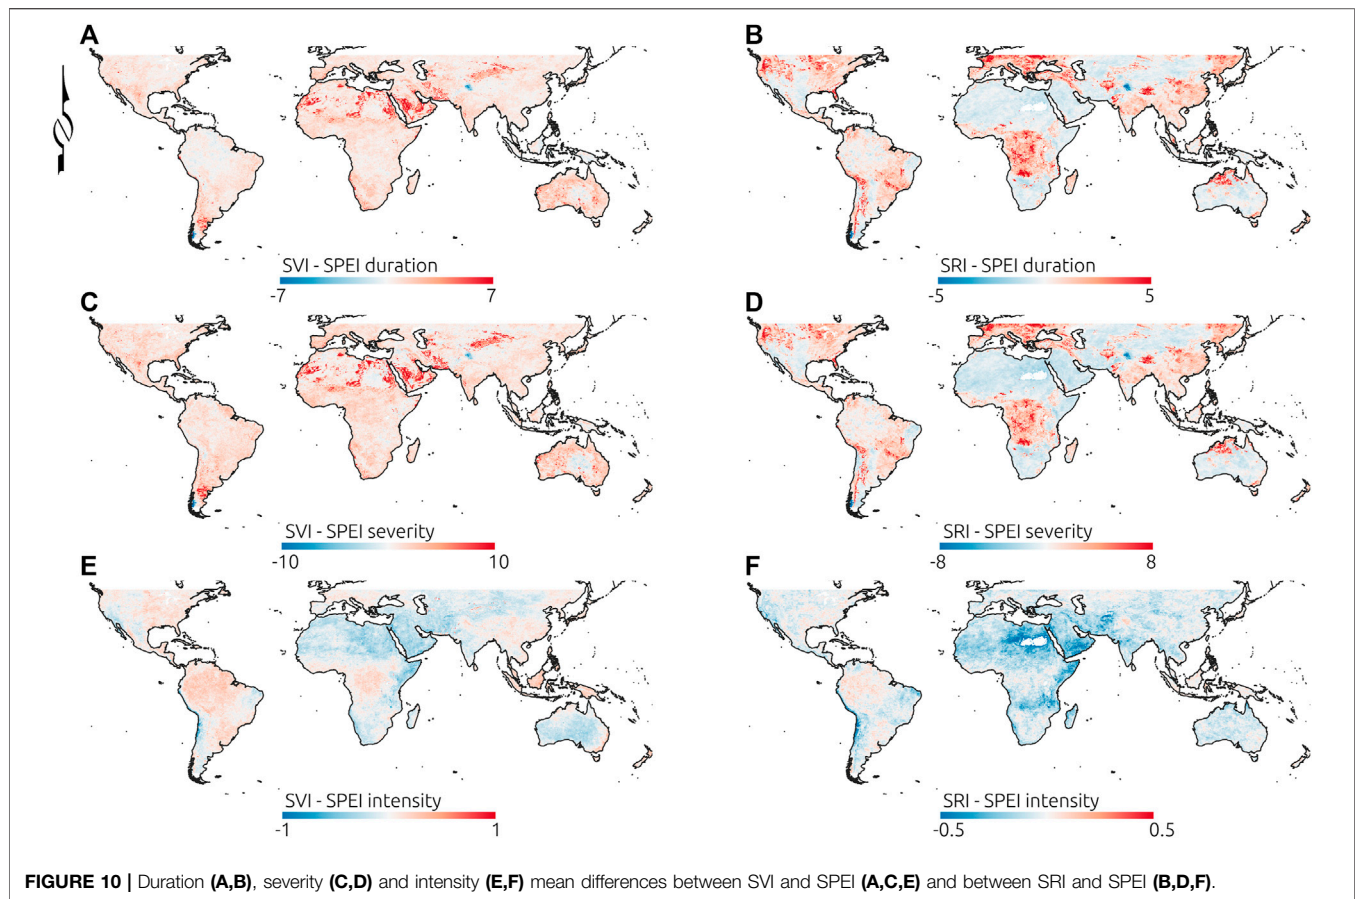 A
B
SVI - SPEI duration
-7 7
SRI - SPEI duration
-5 5
C
D
SVI - SPEI severity
-10 10
SRI - SPEI severity
-8 8
E
F
SVI - SPEI intensity
-1 1
SRI - SPEI intensity
-0.5 0.5
FIGURE 10 | Duration (A,B), severity (C,D) and intensity (E,F) mean differences between SVI and SPEI (A,C,E) and between SRI and SPEI (B,D,F).